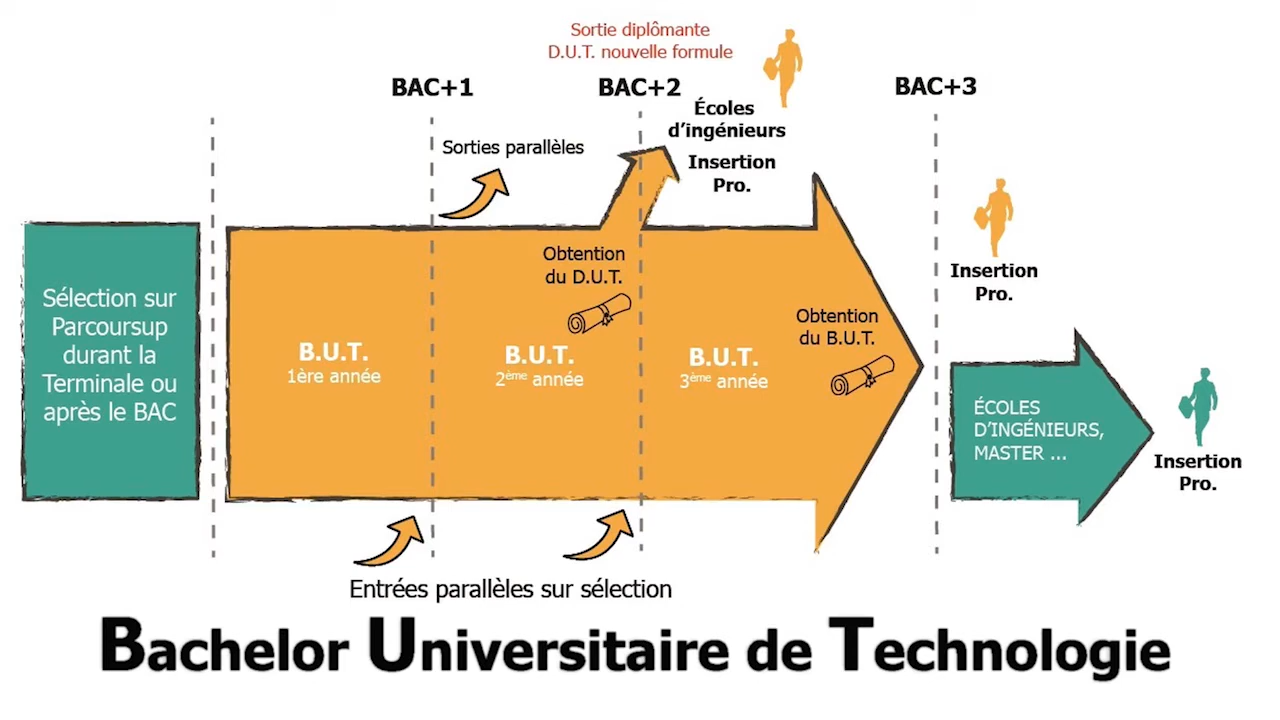 Sortie diplômante
D.U.T. nouvelle formule
BAC+1
BAC+2
BAC+3
Écoles
d'ingénieurs
Insertion
Pro.
Sorties parallèles
Sélection sur
Parcoursup
durant la
Terminale ou
après le BAC
B.U.T.
1ère année
Obtention
du D.U.T.
B.U.T.
2ème année
B.U.T.
3ème année
Obtention
du B.U.T.
Insertion
Pro.
ÉCOLES
D'INGÉNIEURS,
MASTER ...
Insertion
Pro.
Entrées parallèles sur sélection
Bachelor Universitaire de Technologie